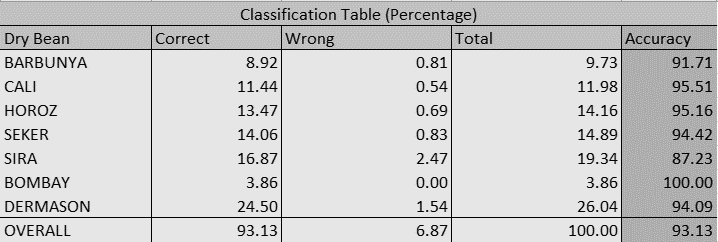 Classification Table (Percentage)
Dry Bean Correct Wrong Total Accuracy
BARBUNYA 8.92 0.81 9.73 91.71
CALI 11.44 0.54 11.98 95.51
HOROZ 13.47 0.69 14.16 95.16
SEKER 14.06 0.83 14.89 94.42
SIRA 16.87 2.47 19.34 87.23
BOMBAY 3.86 0.00 3.86 100.00
DERMASON 24.50 1.54 26.04 94.09
OVERALL 93.13 6.87 100.00 93.13